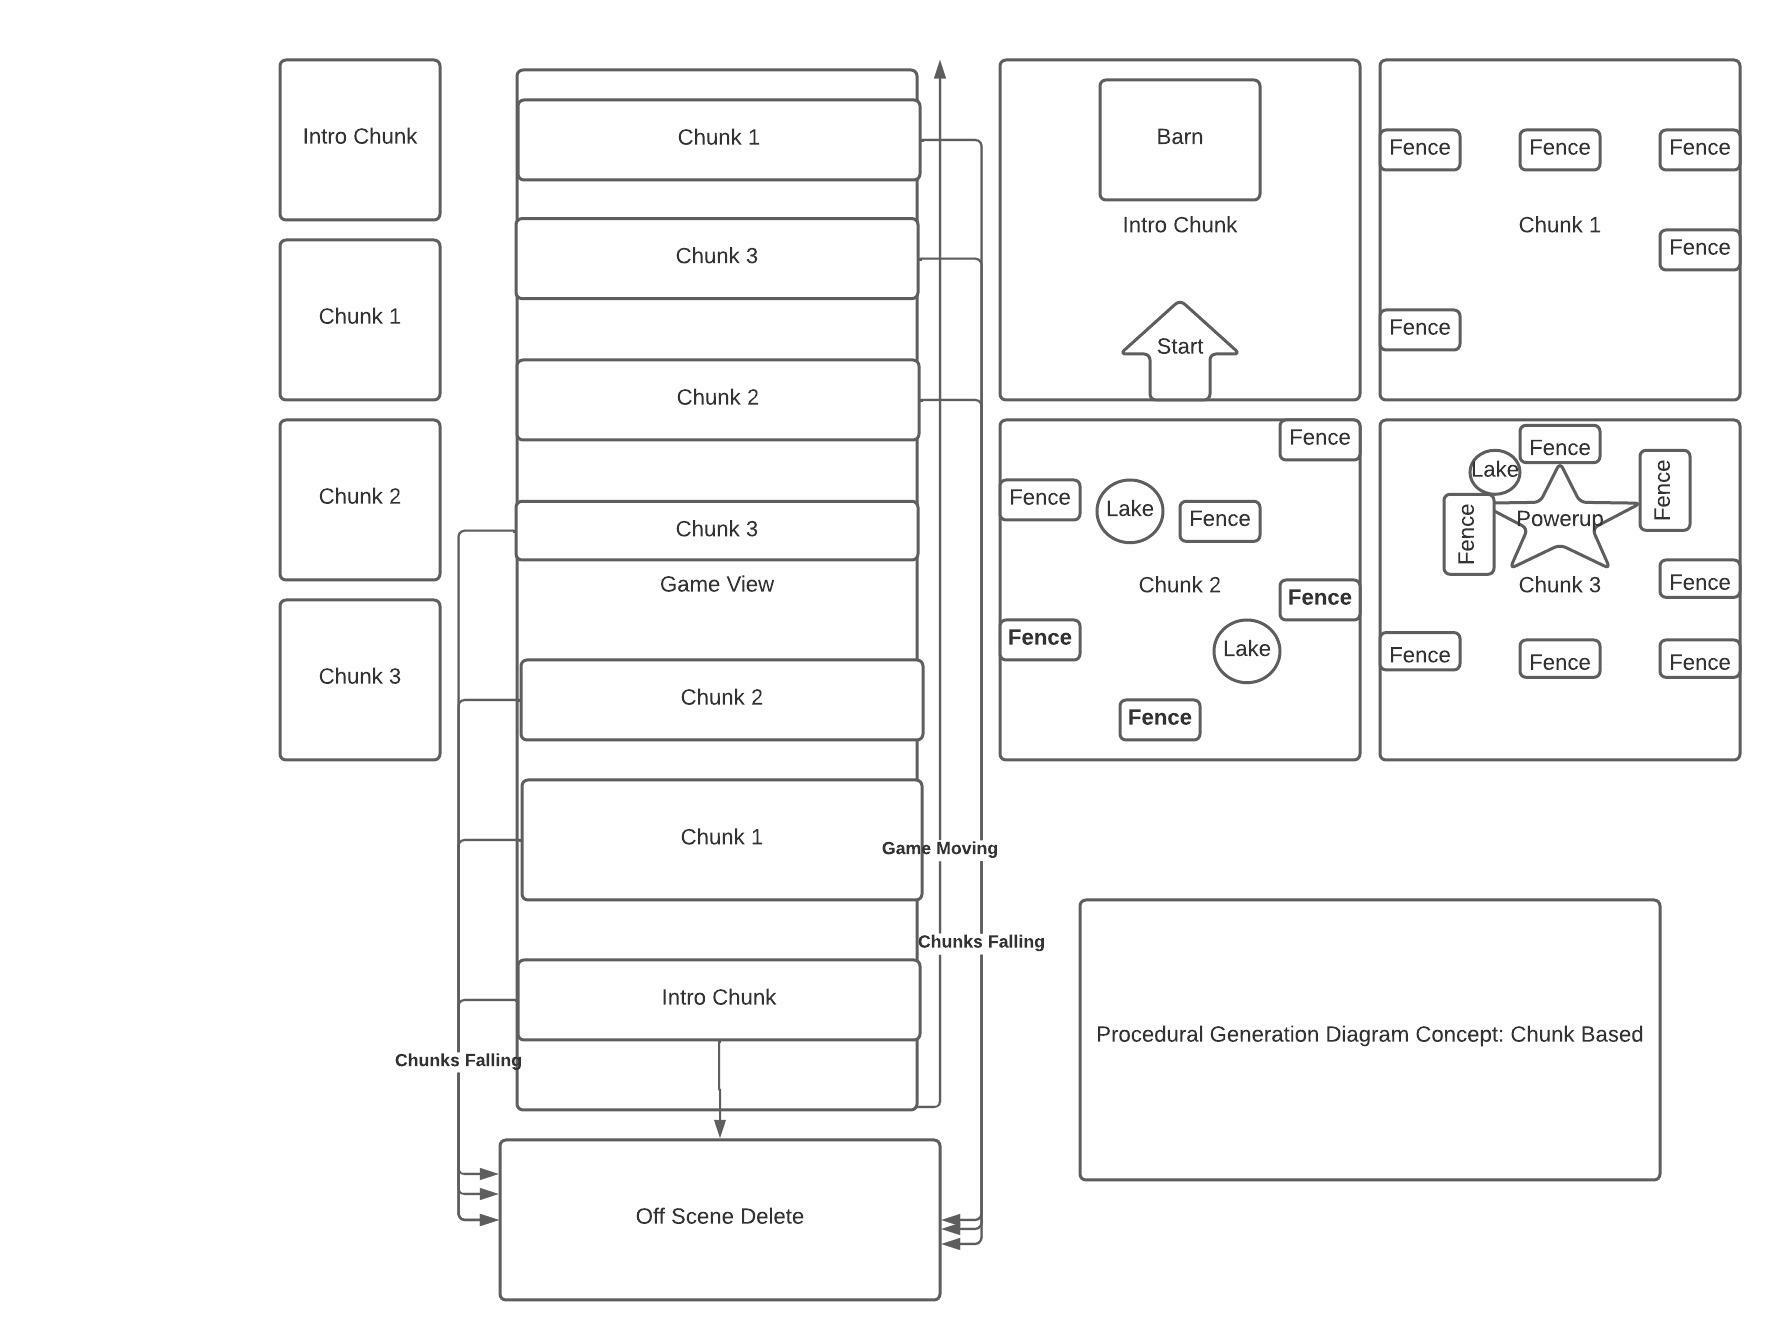 Intro Chunk
Chunk 1
Chunk 2
Chunk 3
Chunk 1
Chunk 3
Chunk 2
Chunk 3
Game View
Chunk 2
Chunk 1
Intro Chunk
Game Moving
Chunks Falling
Chunks Falling
Off Scene Delete
Barn
Intro Chunk
Start
Fence
Fence
Fence
Chunk 1
Fence
Fence
Fence
Fence
Lake
Fence
Chunk 2
Fence
Fence
Lake
Fence
Fence
Lake
Fence
Powerup
Fence
Chunk 3
Fence
Fence
Fence
Fence
Procedural Generation Diagram Concept: Chunk Based